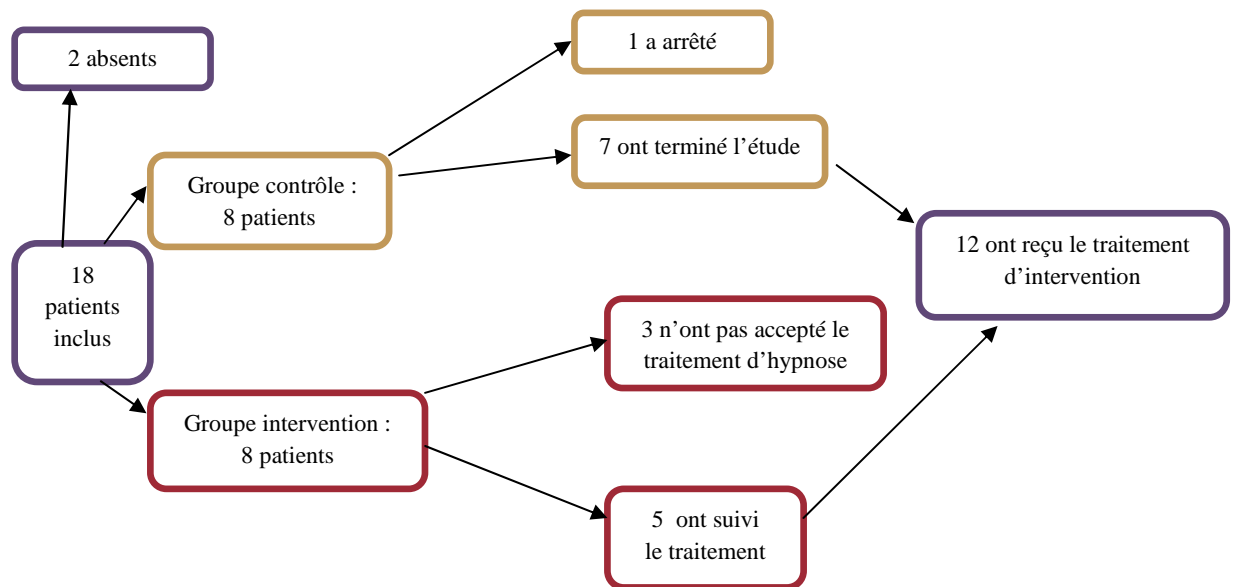 2 absents
1 a arrêté
7 ont terminé l’étude
Groupe contrôle :
8 patients
12 ont reçu le traitement
d’intervention
18
patients
inclus
3 n’ont pas accepté le
traitement d’hypnose
Groupe intervention :
8 patients
5 ont suivi
le traitement